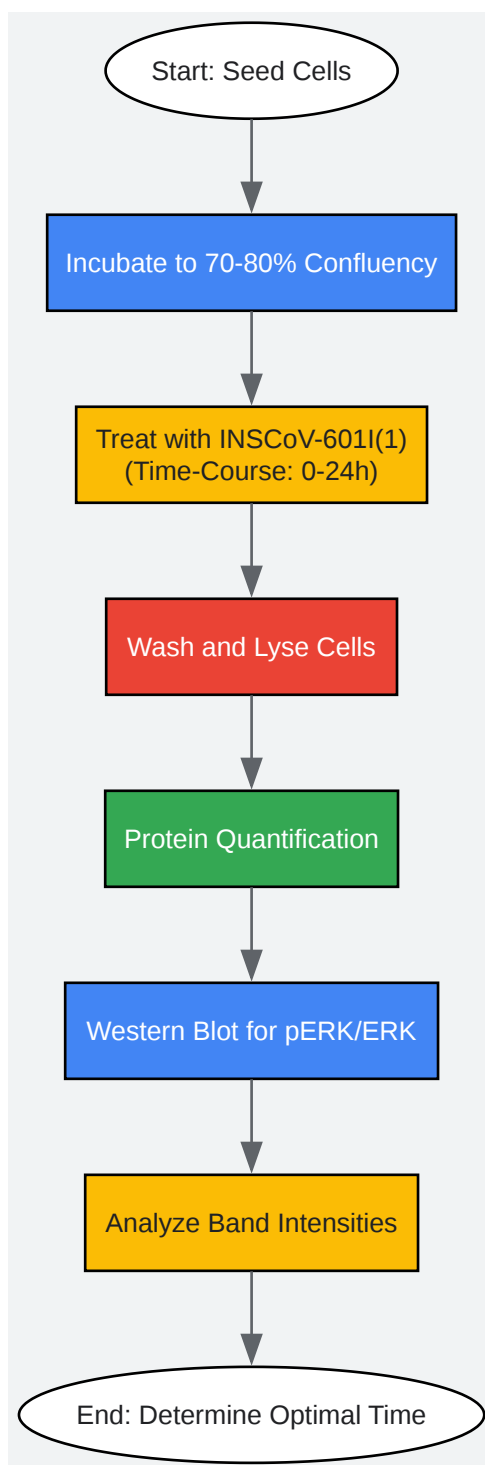 Start: Seed Cells
Incubate to 70-80% Confluency
Treat with INSCoV-601I(1)
(Time-Course: 0-24h)
Wash and Lyse Cells
Protein Quantification
Western Blot for pERK/ERK
Analyze Band Intensities
End: Determine Optimal Time